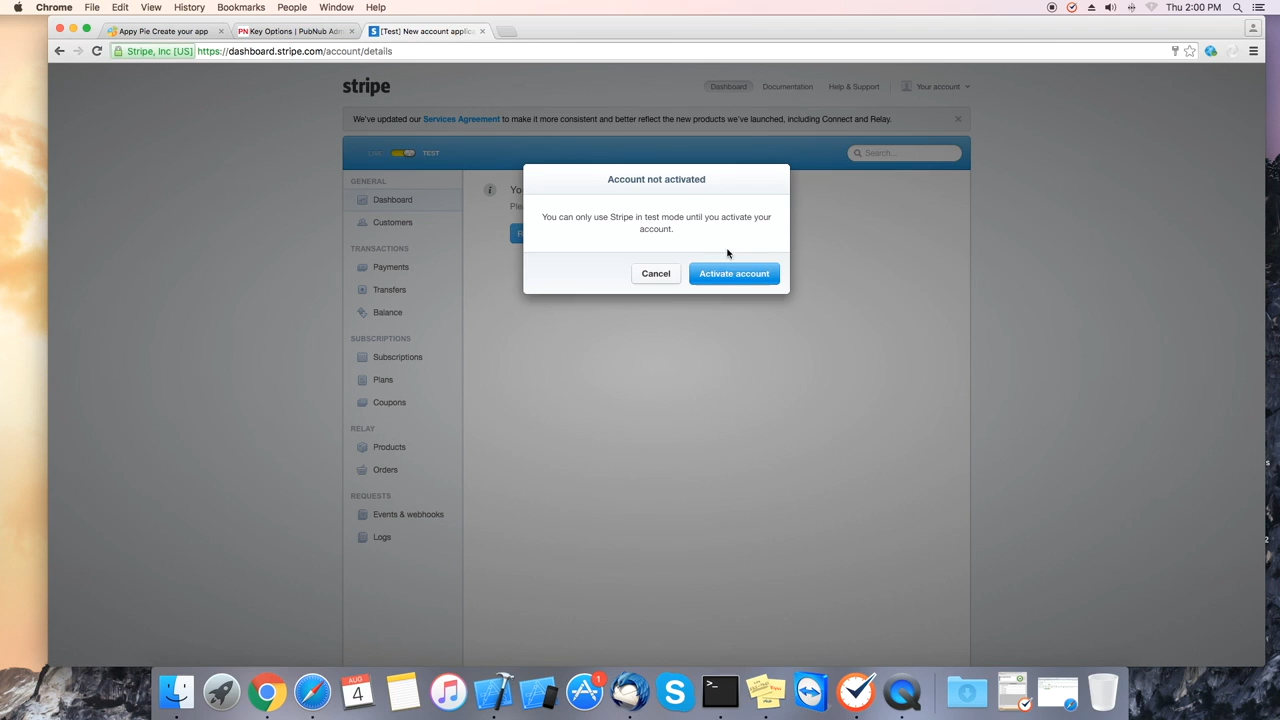 Chrome File Edit View History Bookmarks People Window Help Thu 2:00 PM
Appy Pie Create your app
PN Key Options | PubNub Adm
[Test] New account applic
Stripe, Inc [US] https://dashboard.stripe.com/account/details
stripe Dashboard Documentation Help & Support Your account
We've updated our Services Agreement to make it more consistent and better reflect the new products we've launched, including Connect and Relay.
LIVE TEST Search...
Account not activated
You can only use Stripe in test mode until you activate your
account.
Cancel Activate account
GENERAL
Dashboard
Customers
TRANSACTIONS
Payments
Transfers
Balance
SUBSCRIPTIONS
Subscriptions
Plans
Coupons
RELAY
Products
Orders
REQUESTS
Events & webhooks
Logs
AUG
4
1